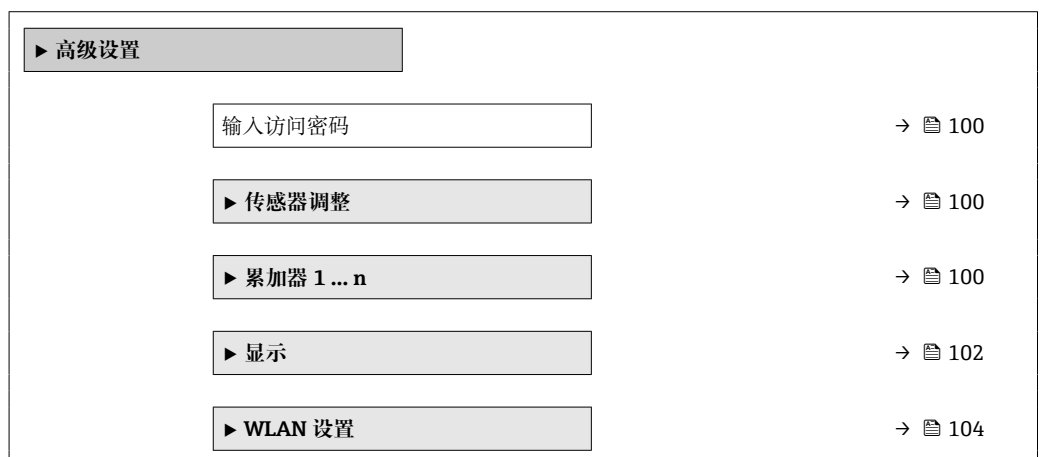 ▶ 高级设置
输入访问密码 → 🖹 100
▶ 传感器调整 → 🖹 100
▶ 累加器 1 … n → 🖹 100
▶ 显示 → 🖹 102
▶ WLAN 设置 → 🖹 104